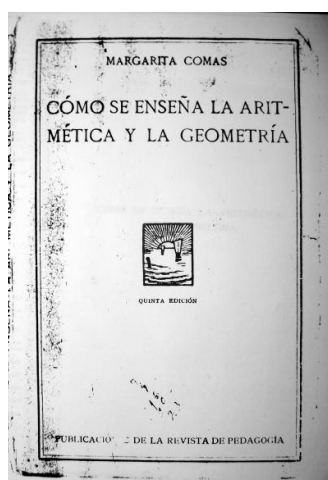 MARGARITA COMAS
CÓMO SE ENSEÑA LA ARIT-
MÉTICA Y LA GEOMETRÍA
QUINTA EDICIÓN
DE LA REVISTA DE PEDAGOGÍA